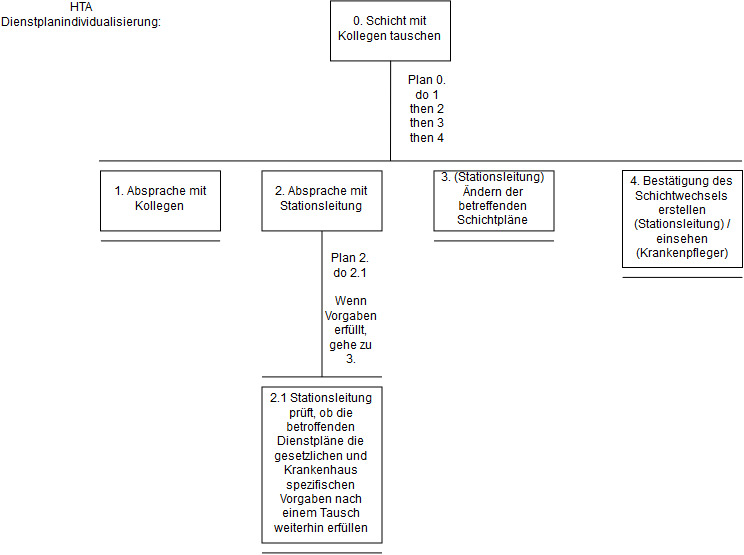 HTA
Dienstplanindividualisierung:
0. Schicht mit
Kollegen tauschen
Plan 0.
do 1
then 2
then 3
then 4
1. Absprache mit
Kollegen
2. Absprache mit
Stationsleitung
3. (Stationsleitung)
Ändern der
betreffenden
Schichtpläne
4. Bestätigung des
Schichtwechsels
erstellen
(Stationsleitung) /
einsehen
(Krankenpfleger)
Plan 2.
do 2.1
Wenn
Vorgaben
erfüllt,
gehe zu
3.
2.1 Stationsleitung
prüft, ob die
betroffenden
Dienstpläne die
gesetzlichen und
Krankenhaus
spezifischen
Vorgaben nach
einem Tausch
weiterhin erfüllen